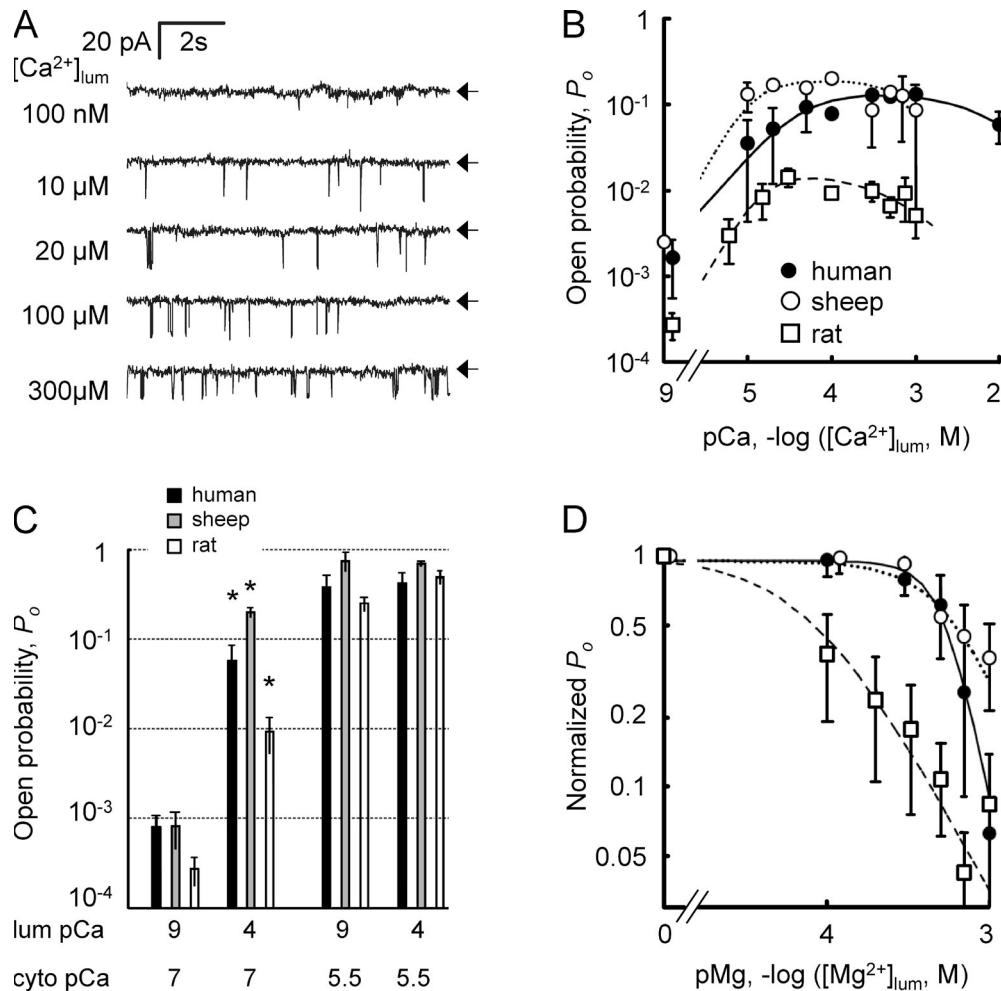 A
20 pA 2s
[Ca²⁺]lum
100 nM
10 µM
20 µM
100 µM
300µM
B
Open probability, Pₒ
1
10⁻¹
10⁻²
10⁻³
10⁻⁴
human
sheep
rat
9 5 4 3 2
pCa, -log ([Ca²⁺]lum, M)
C
human
sheep
rat
Open probability, Pₒ
1
10⁻¹
10⁻²
10⁻³
10⁻⁴
* * *
lum pCa 9 4 9 4
cyto pCa 7 7 5.5 5.5
D
Normalized Pₒ
1
0.5
0.2
0.1
0.05
0 4 3
pMg, -log ([Mg²⁺]lum, M)